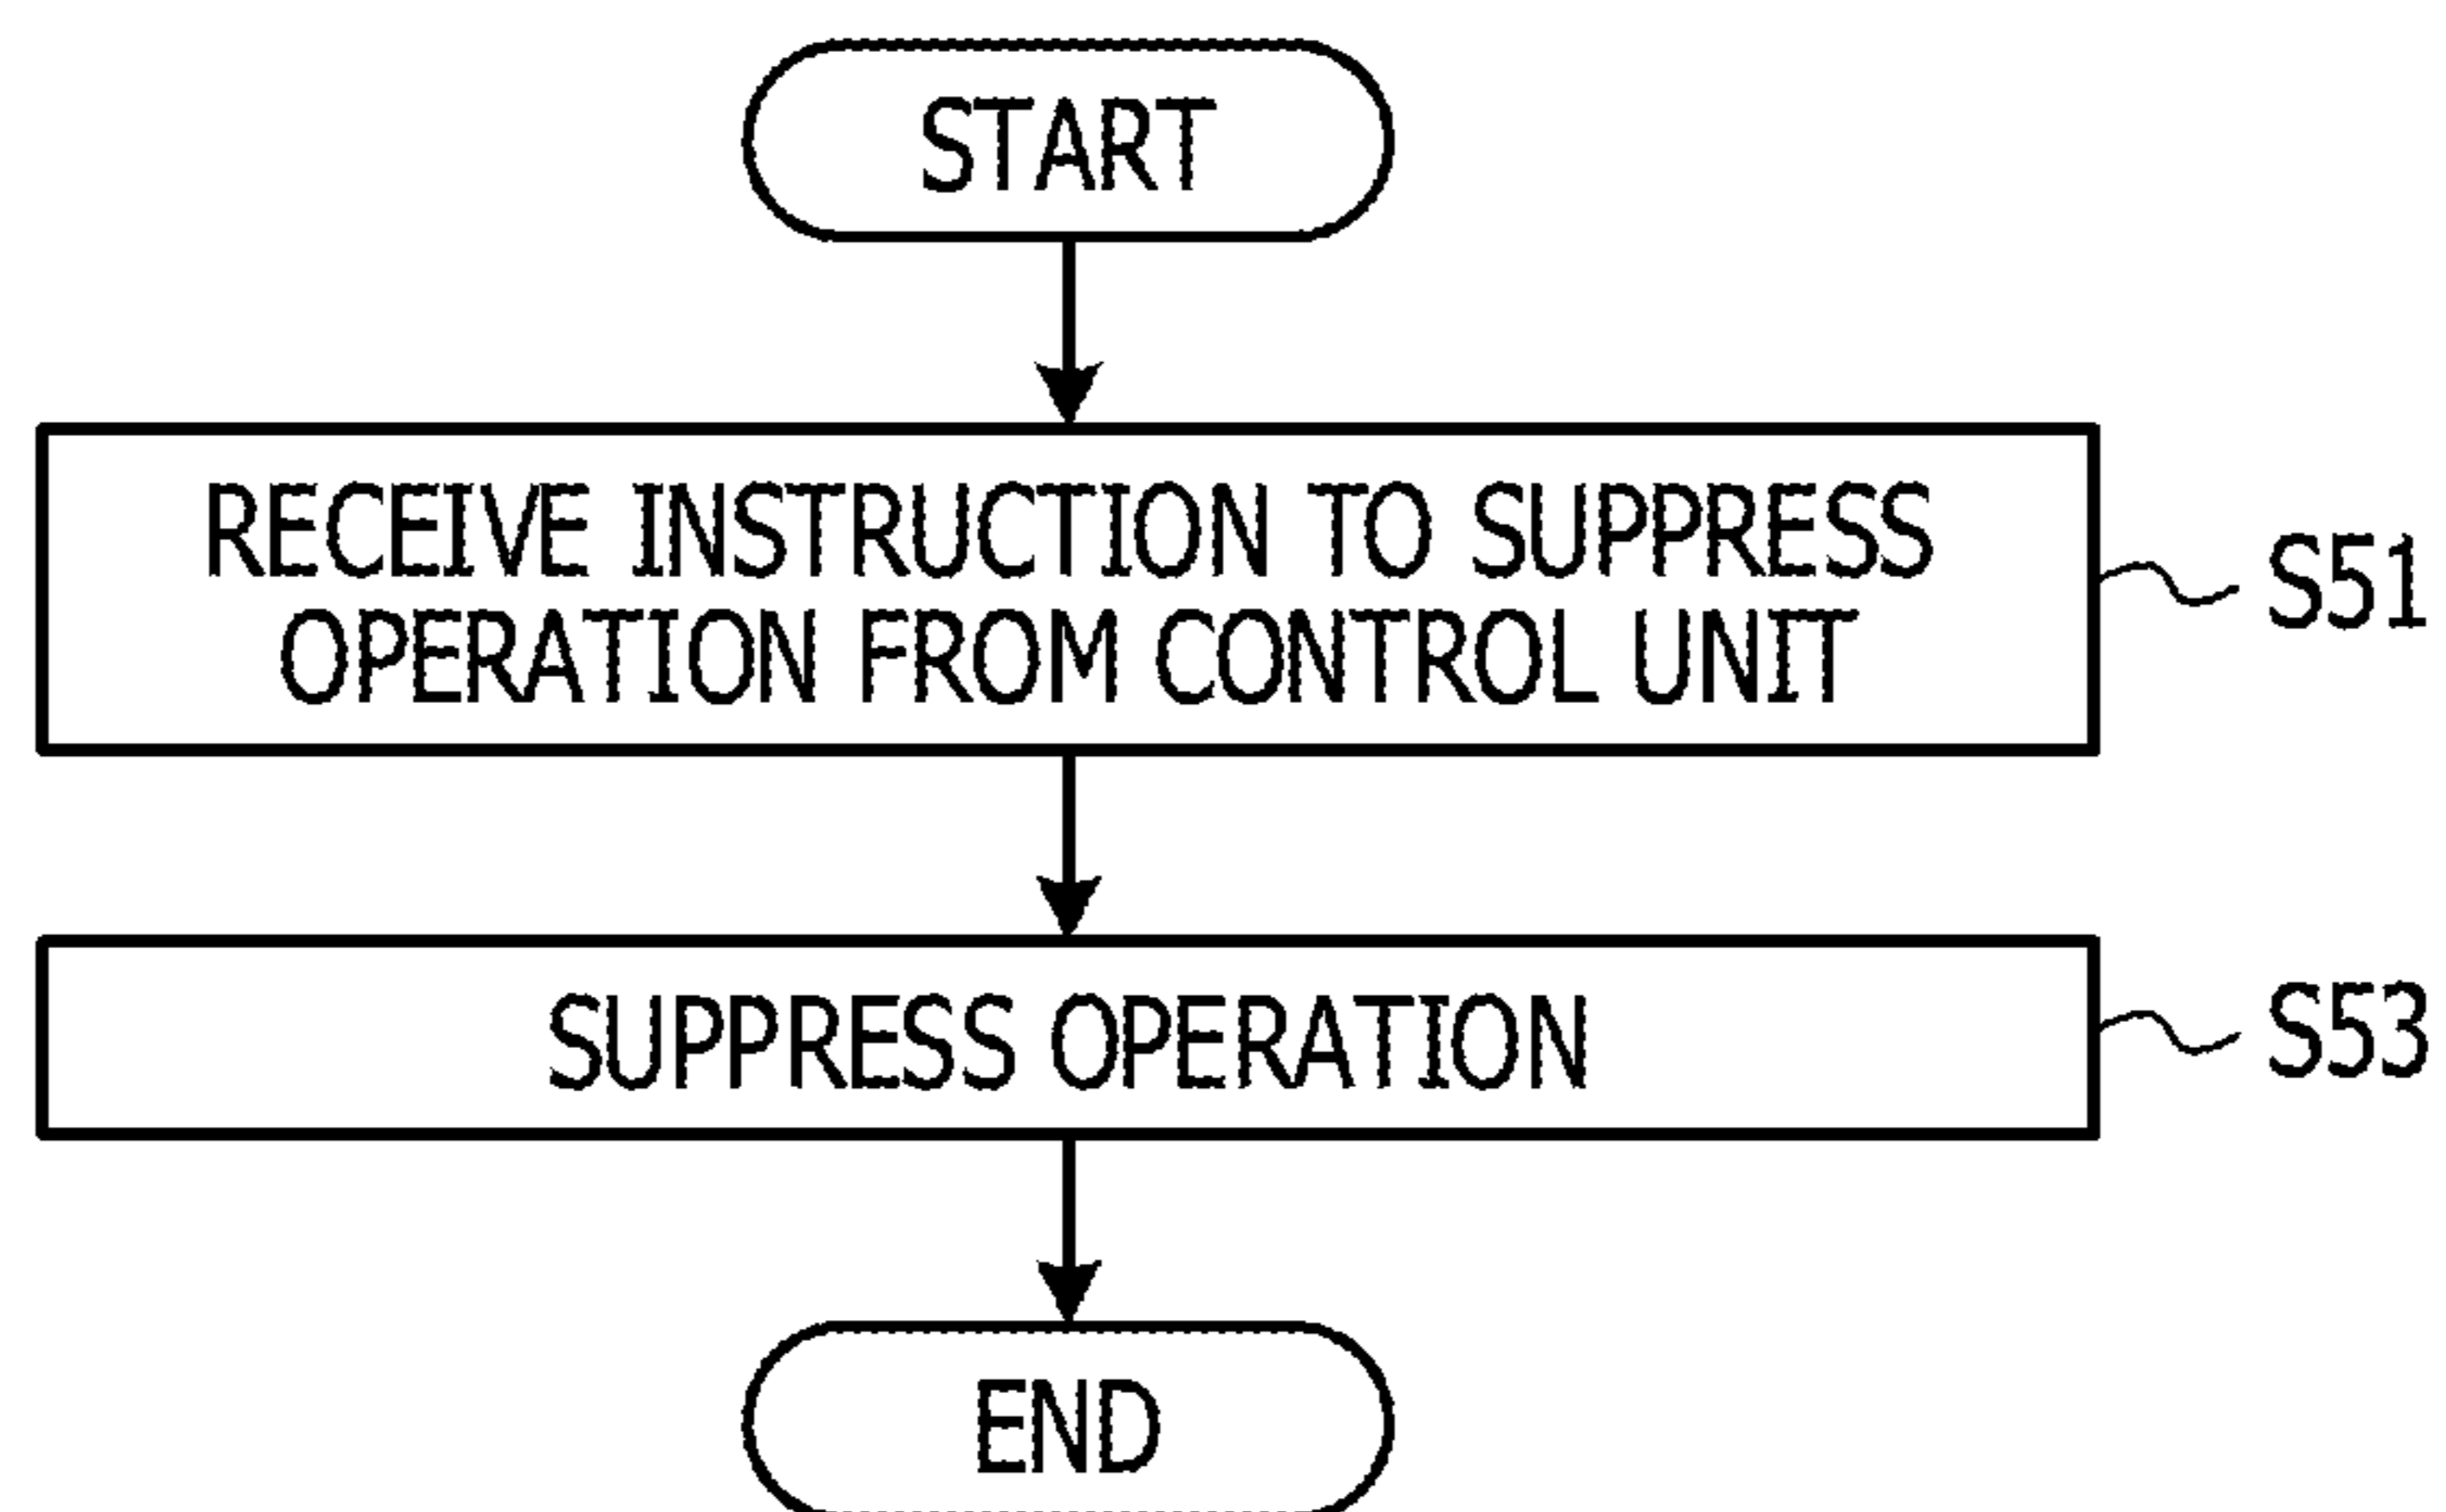 START
RECEIVE INSTRUCTION TO SUPPRESS
OPERATION FROM CONTROL UNIT
S51
SUPPRESS OPERATION
S53
END